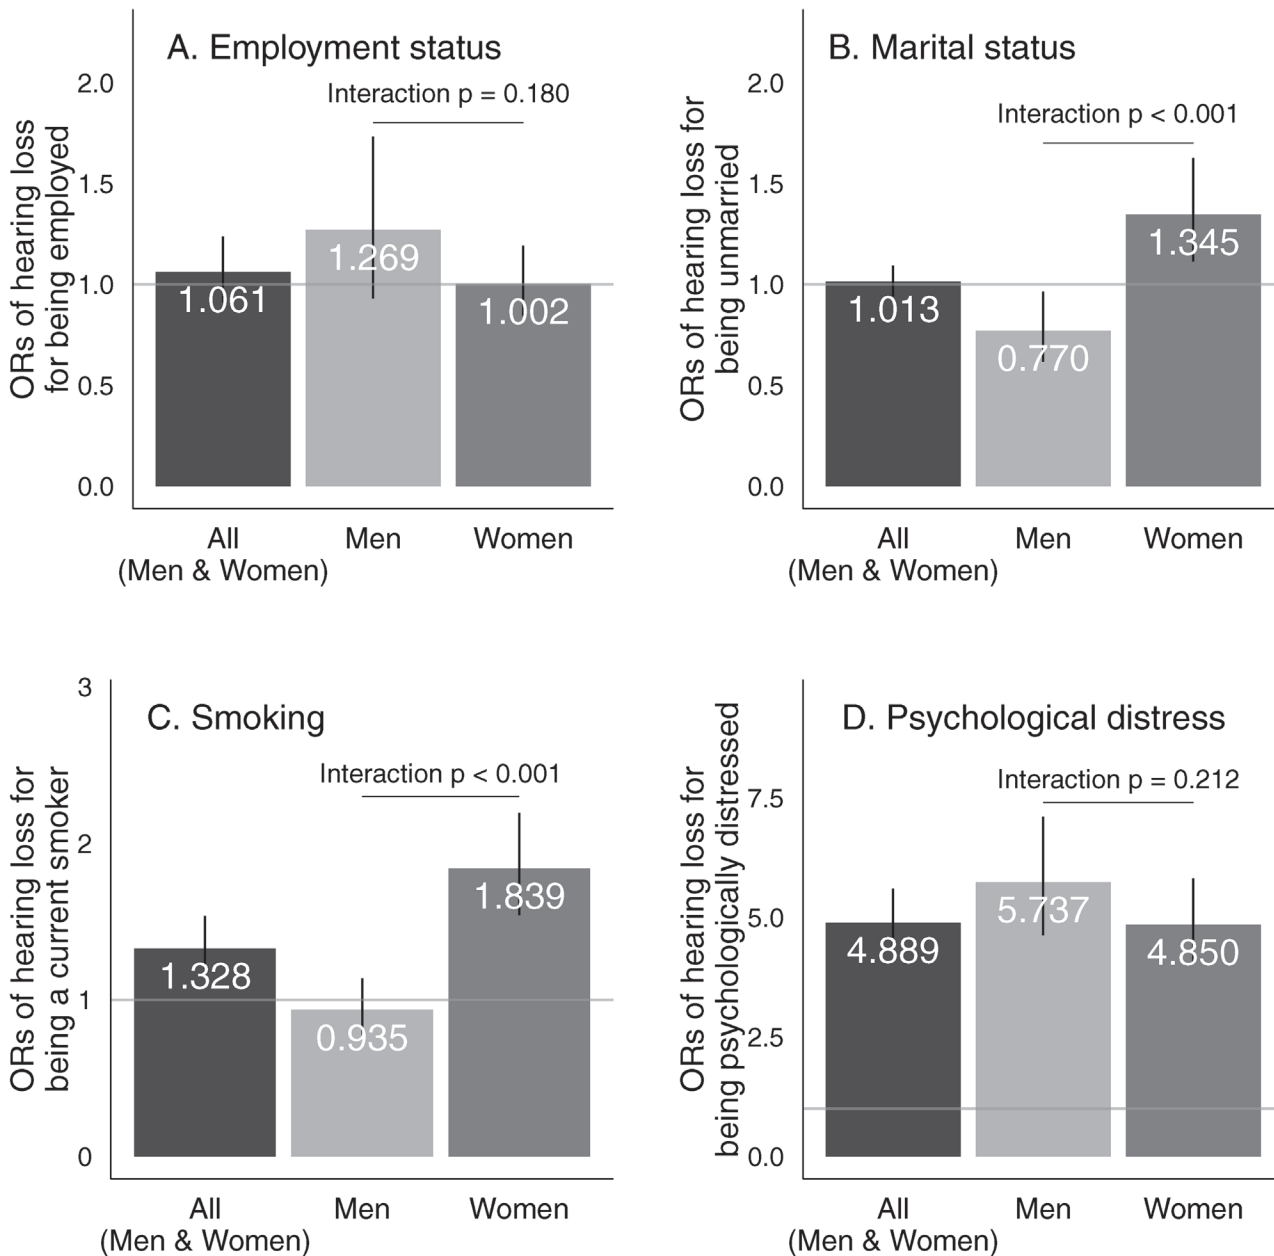 A. Employment status
Interaction p = 0.180
ORs of hearing loss
for being employed
2.0
1.5
1.0
0.5
0.0
1.061
1.269
1.002
All
(Men & Women)
Men
Women
B. Marital status
Interaction p < 0.001
ORs of hearing loss for
being unmarried
2.0
1.5
1.0
0.5
0.0
1.013
0.770
1.345
All
(Men & Women)
Men
Women
C. Smoking
Interaction p < 0.001
ORs of hearing loss for
being a current smoker
3
2
1
0
1.328
0.935
1.839
All
(Men & Women)
Men
Women
D. Psychological distress
Interaction p = 0.212
ORs of hearing loss for
being psychologically distressed
7.5
5.0
2.5
0.0
4.889
5.737
4.850
All
(Men & Women)
Men
Women